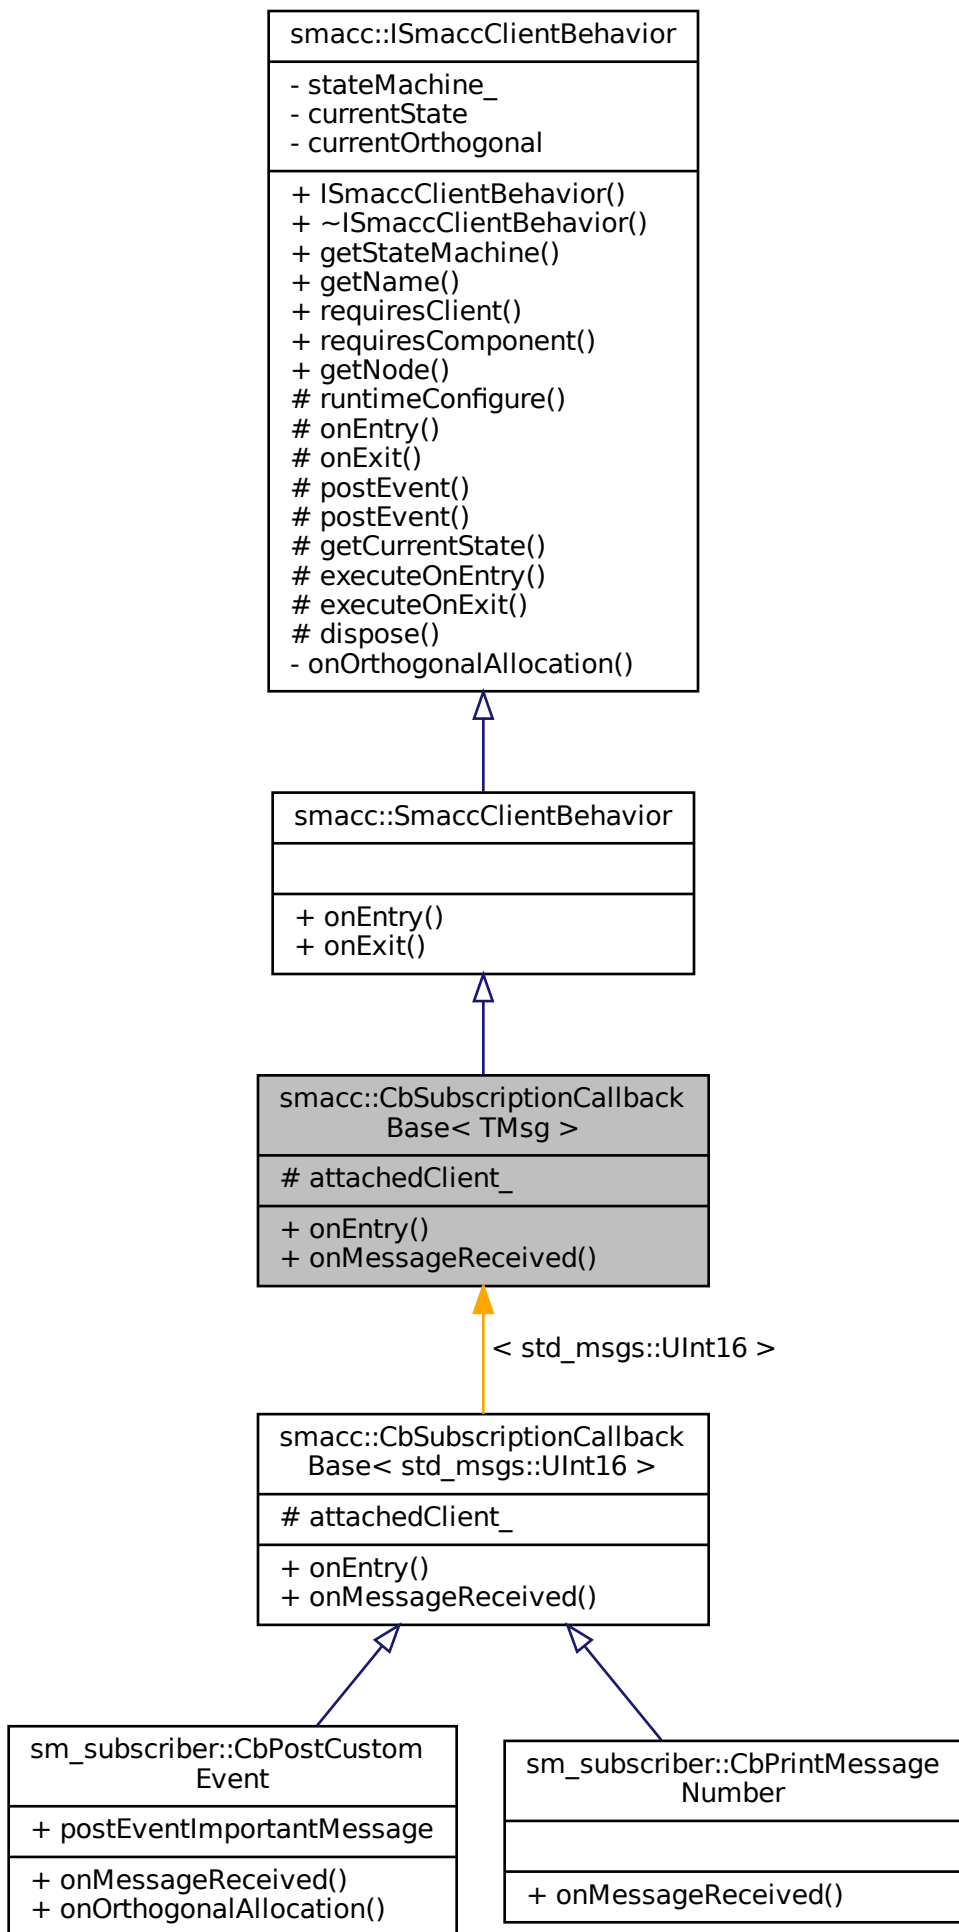 smacc::ISmaccClientBehavior
- stateMachine_
- currentState
- currentOrthogonal
+ ISmaccClientBehavior()
+ ~ISmaccClientBehavior()
+ getStateMachine()
+ getName()
+ requiresClient()
+ requiresComponent()
+ getNode()
# runtimeConfigure()
# onEntry()
# onExit()
# postEvent()
# postEvent()
# getCurrentState()
# executeOnEntry()
# executeOnExit()
# dispose()
- onOrthogonalAllocation()
smacc::SmaccClientBehavior
+ onEntry()
+ onExit()
smacc::CbSubscriptionCallback
Base< TMsg >
# attachedClient_
+ onEntry()
+ onMessageReceived()
< std_msgs::UInt16 >
smacc::CbSubscriptionCallback
Base< std_msgs::UInt16 >
# attachedClient_
+ onEntry()
+ onMessageReceived()
sm_subscriber::CbPostCustom
Event
+ postEventImportantMessage
+ onMessageReceived()
+ onOrthogonalAllocation()
sm_subscriber::CbPrintMessage
Number
+ onMessageReceived()